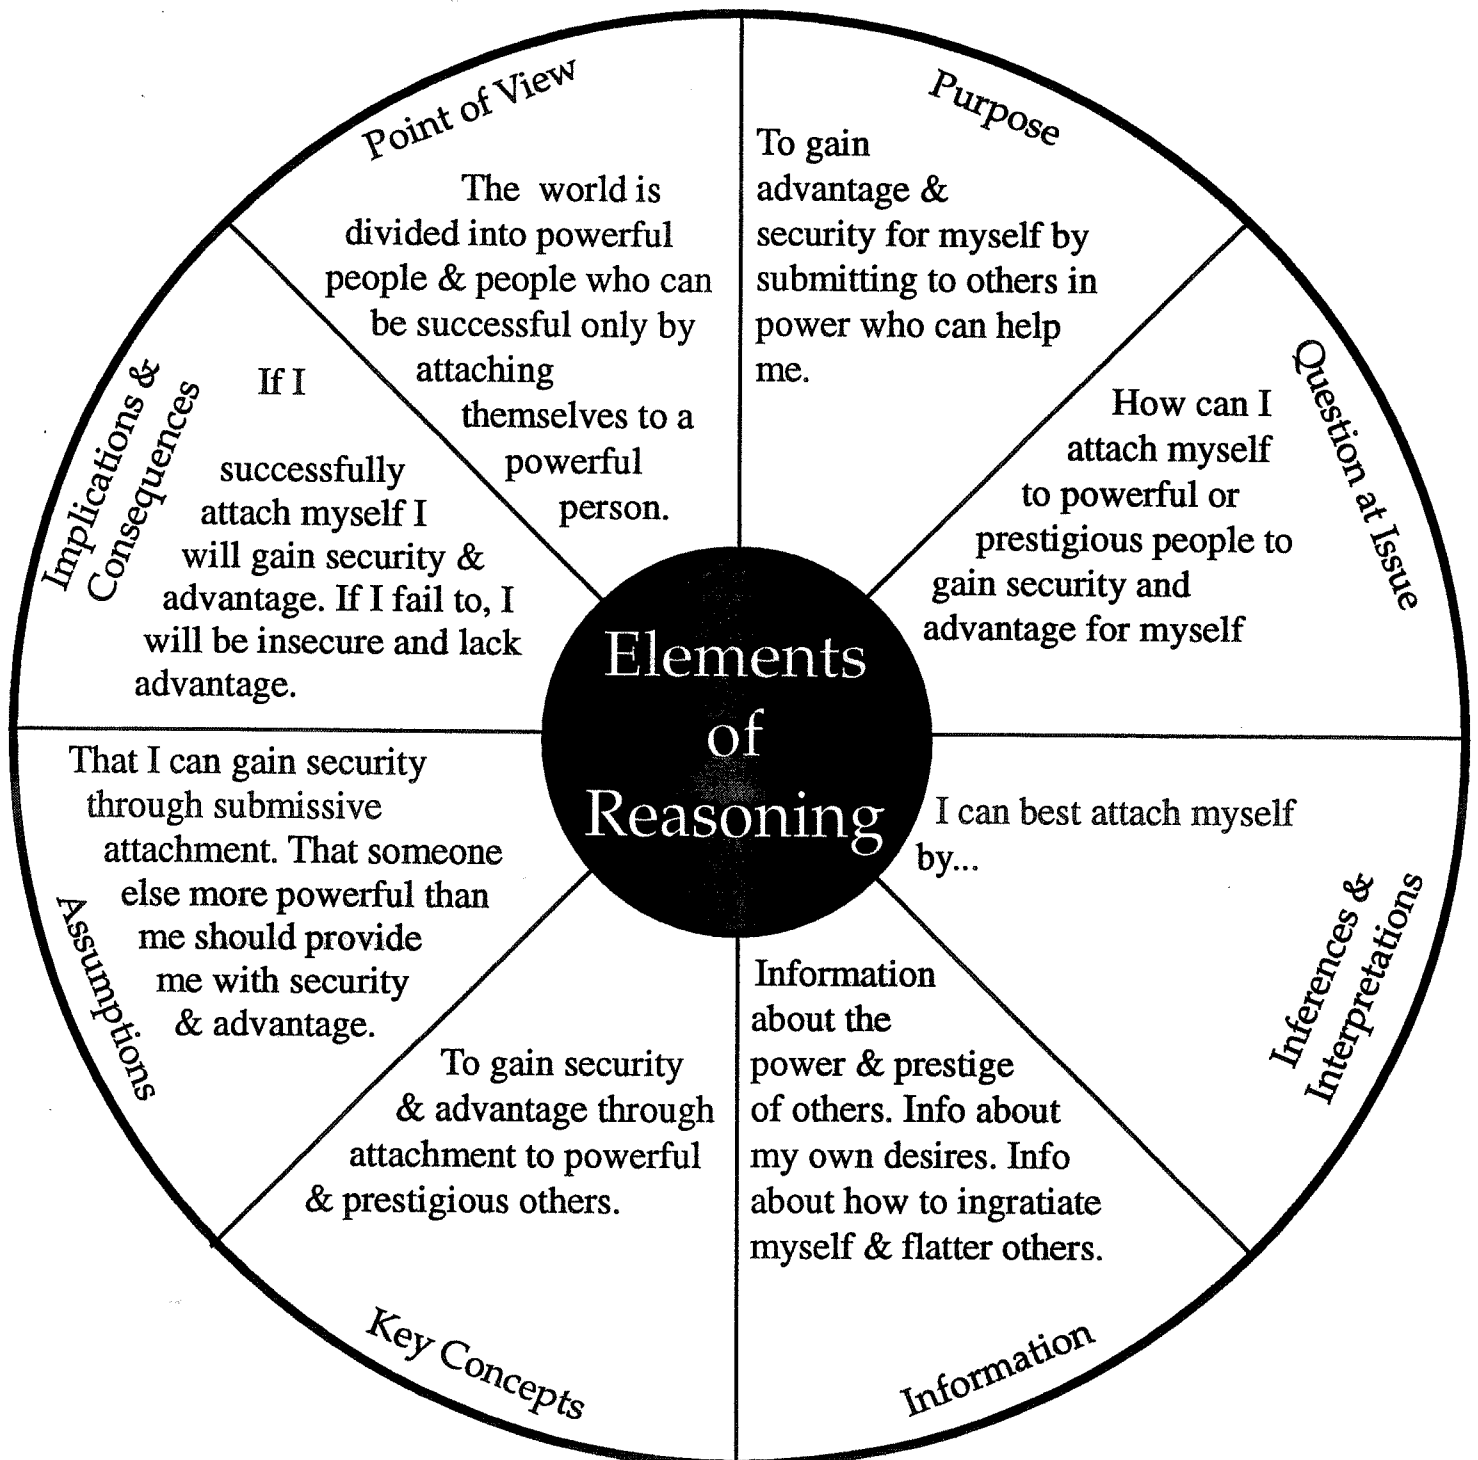 Point of View
The world is
divided into powerful
people & people who can
be successful only by
attaching
themselves to a
powerful
person.
Purpose
To gain
advantage &
security for myself by
submitting to others in
power who can help
me.
Question at Issue
How can I
attach myself
to powerful or
prestigious people to
gain security and
advantage for myself
Inferences &
Interpretations
I can best attach myself
by...
Information
Information
about the
power & prestige
of others. Info about
my own desires. Info
about how to ingratiate
myself & flatter others.
Key Concepts
To gain security
& advantage through
attachment to powerful
& prestigious others.
Assumptions
That I can gain security
through submissive
attachment. That someone
else more powerful than
me should provide
me with security
& advantage.
Implications &
Consequences
If I
successfully
attach myself I
will gain security &
advantage. If I fail to, I
will be insecure and lack
advantage.
Elements
of
Reasoning